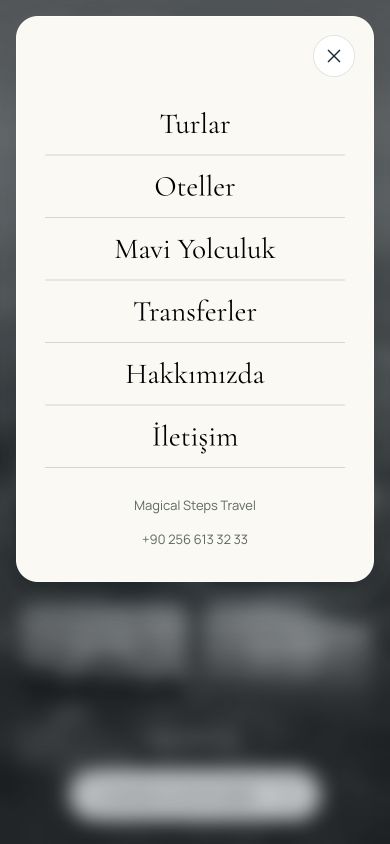 Turlar
Oteller
Mavi Yolculuk
Transferler
Hakkımızda
İletişim
Magical Steps Travel
+90 256 613 32 33